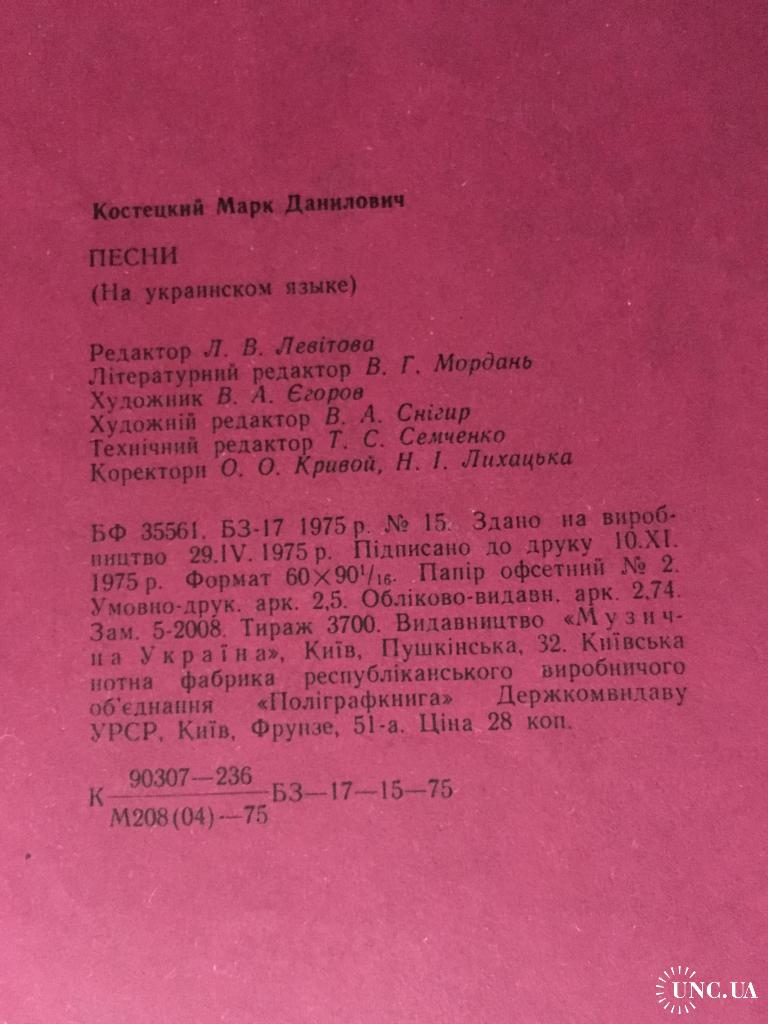 Костецкий Марк Данилович
ПЕСНИ
(На украинском языке)
Редактор Л. В. Левітова
Літературний редактор В. Г. Мордань
Художник В. А. Єгоров
Художній редактор В. А. Снігир
Технічний редактор Т. С. Семченко
Коректори О. О. Кривой, Н. І. Лихацька
БФ 35561. БЗ-17 1975 р. № 15. Здано на вироб-
ництво 29.IV. 1975 р. Підписано до друку 10.XI.
1975 р. Формат 60×90¹/₁₆. Папір офсетний № 2.
Умовно-друк. арк. 2,5. Обліково-видавн. арк. 2,74.
Зам. 5-2008. Тираж 3700. Видавництво «Музич-
на Україна», Київ, Пушкінська, 32. Київська
нотна фабрика республіканського виробничого
об'єднання «Поліграфкнига» Держкомвидаву
УРСР, Київ, Фрунзе, 51-а. Ціна 28 коп.
90307—236
К БЗ—17—15—75
М208(04)—75
UNC.UA